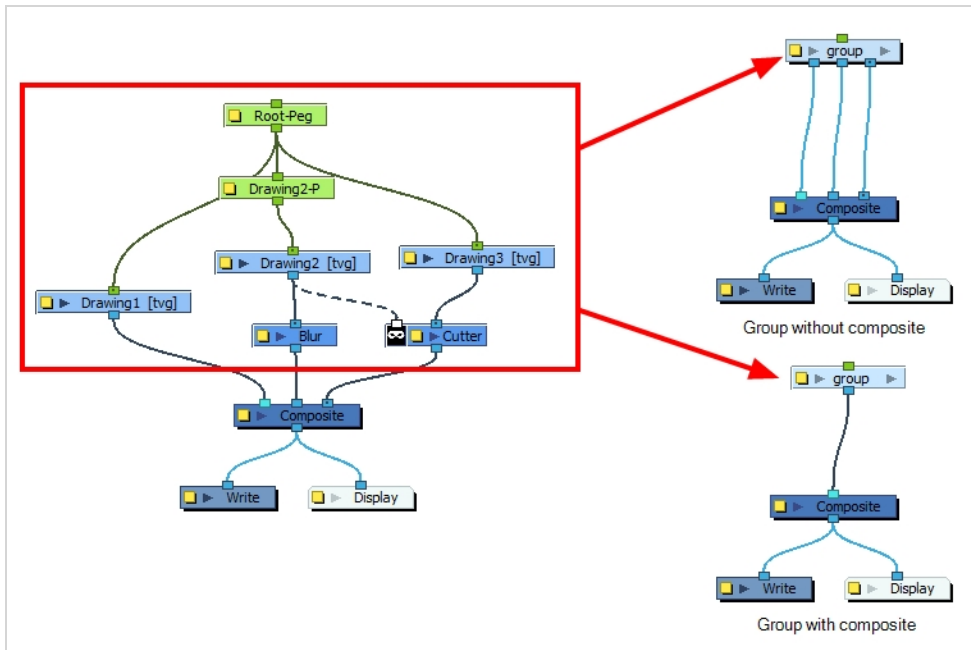 group
Root-Peg
Drawing2-P
Drawing2 [tvg]
Drawing3 [tvg]
Drawing1 [tvg]
Blur
Cutter
Composite
Write
Display
Composite
Write
Display
Group without composite
group
Composite
Write
Display
Group with composite